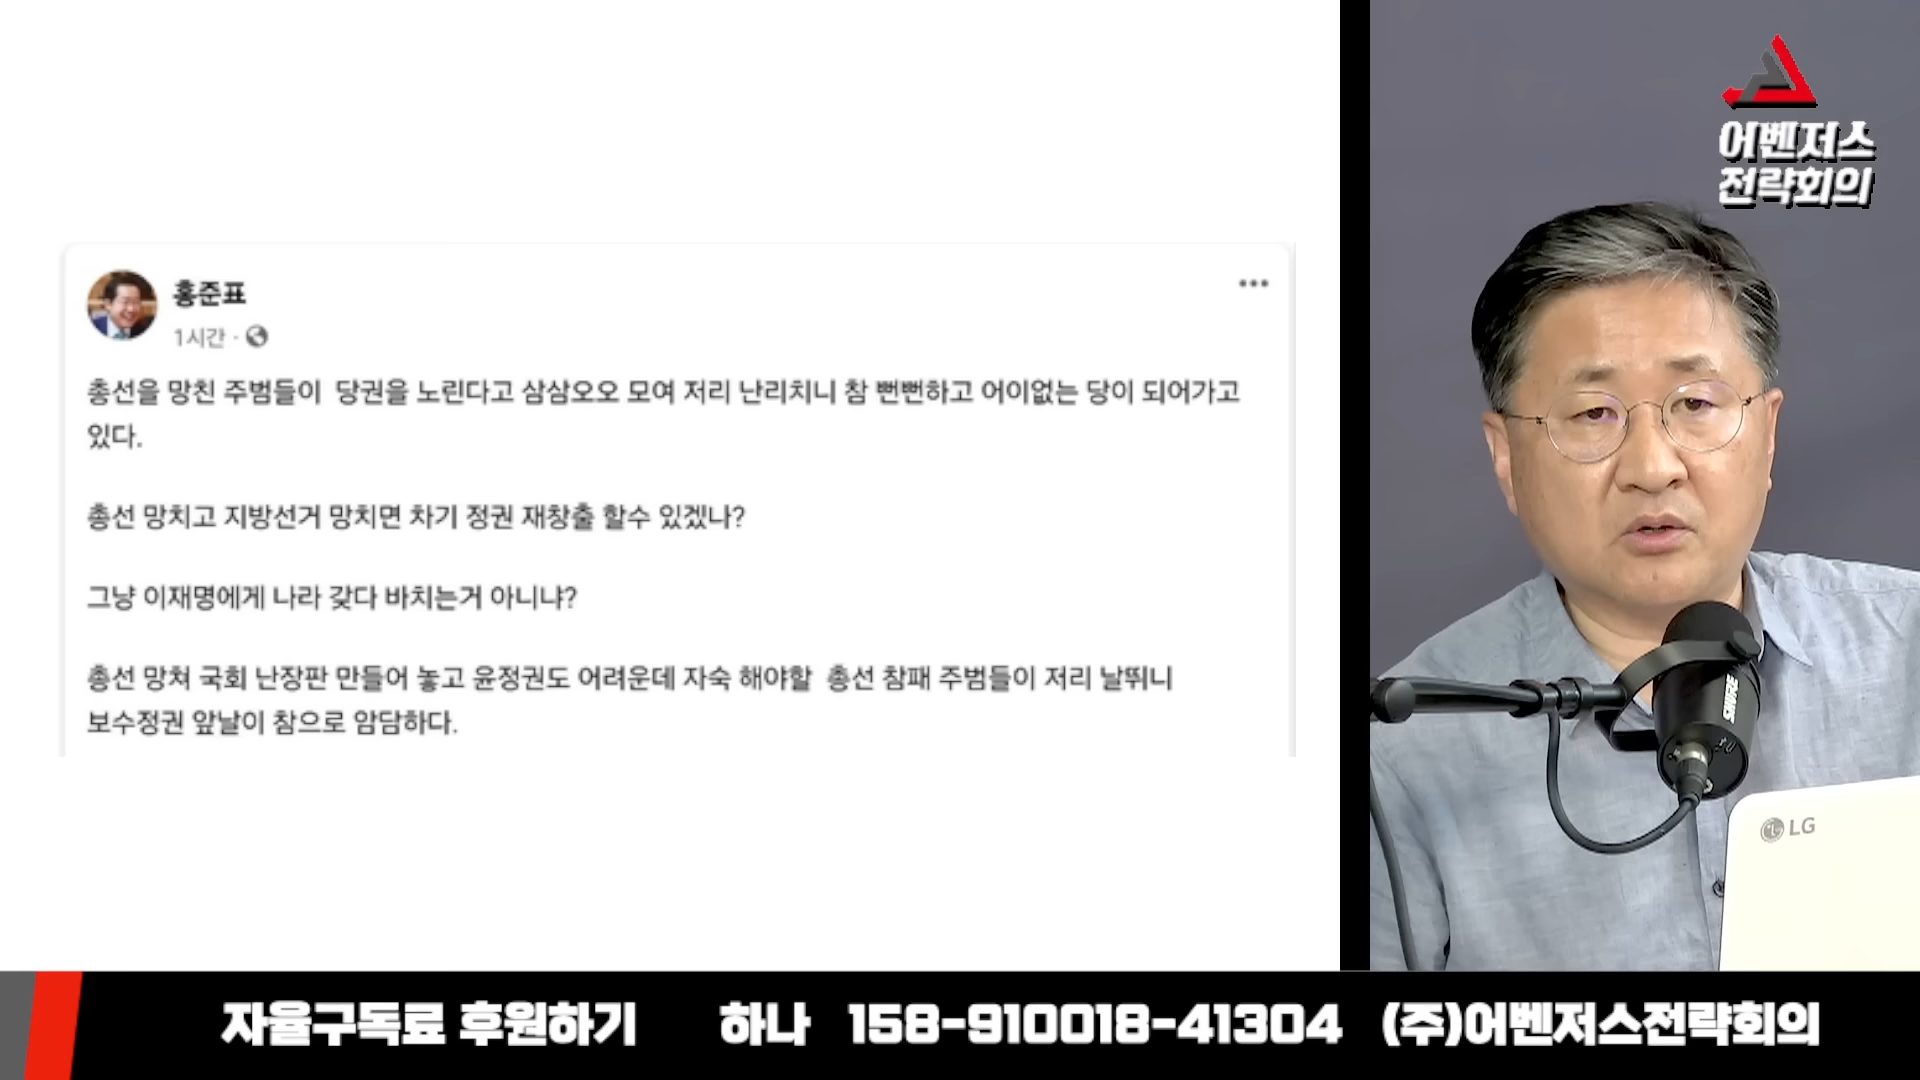 어벤저스
전략회의
홍준표
1시간 ·
총선을 망친 주범들이 당권을 노린다고 삼삼오오 모여 저리 난리치니 참 뻔뻔하고 어이없는 당이 되어가고
있다.
총선 망치고 지방선거 망치면 차기 정권 재창출 할수 있겠나?
그냥 이재명에게 나라 갖다 바치는거 아니냐?
총선 망쳐 국회 난장판 만들어 놓고 윤정권도 어려운데 자숙 해야할 총선 참패 주범들이 저리 날뛰니
보수정권 앞날이 참으로 암담하다.
SHURE
LG
자율구독료 후원하기 하나 158-910018-41304 (주)어벤저스전략회의